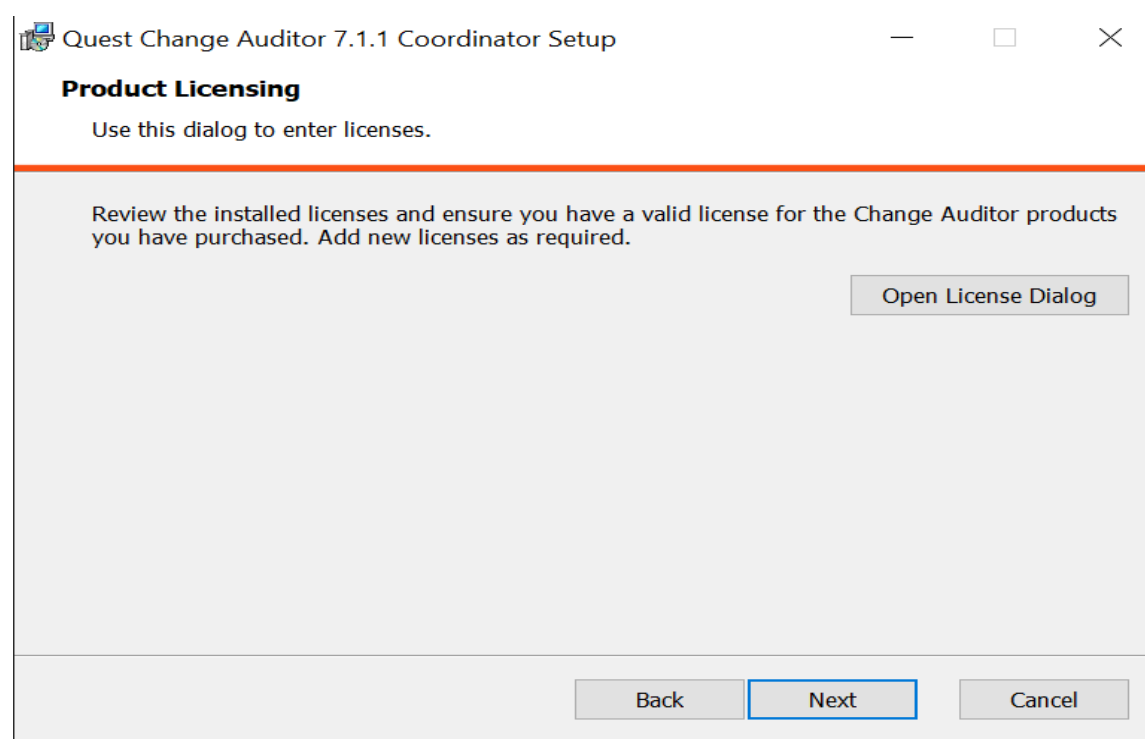 Quest Change Auditor 7.1.1 Coordinator Setup
Product Licensing
Use this dialog to enter licenses.
Review the installed licenses and ensure you have a valid license for the Change Auditor products
you have purchased. Add new licenses as required.
Open License Dialog
Back Next Cancel